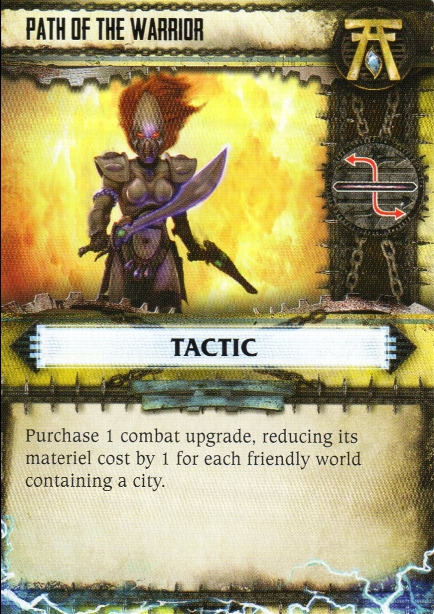 PATH OF THE WARRIOR
TACTIC
Purchase 1 combat upgrade, reducing its
materiel cost by 1 for each friendly world
containing a city.